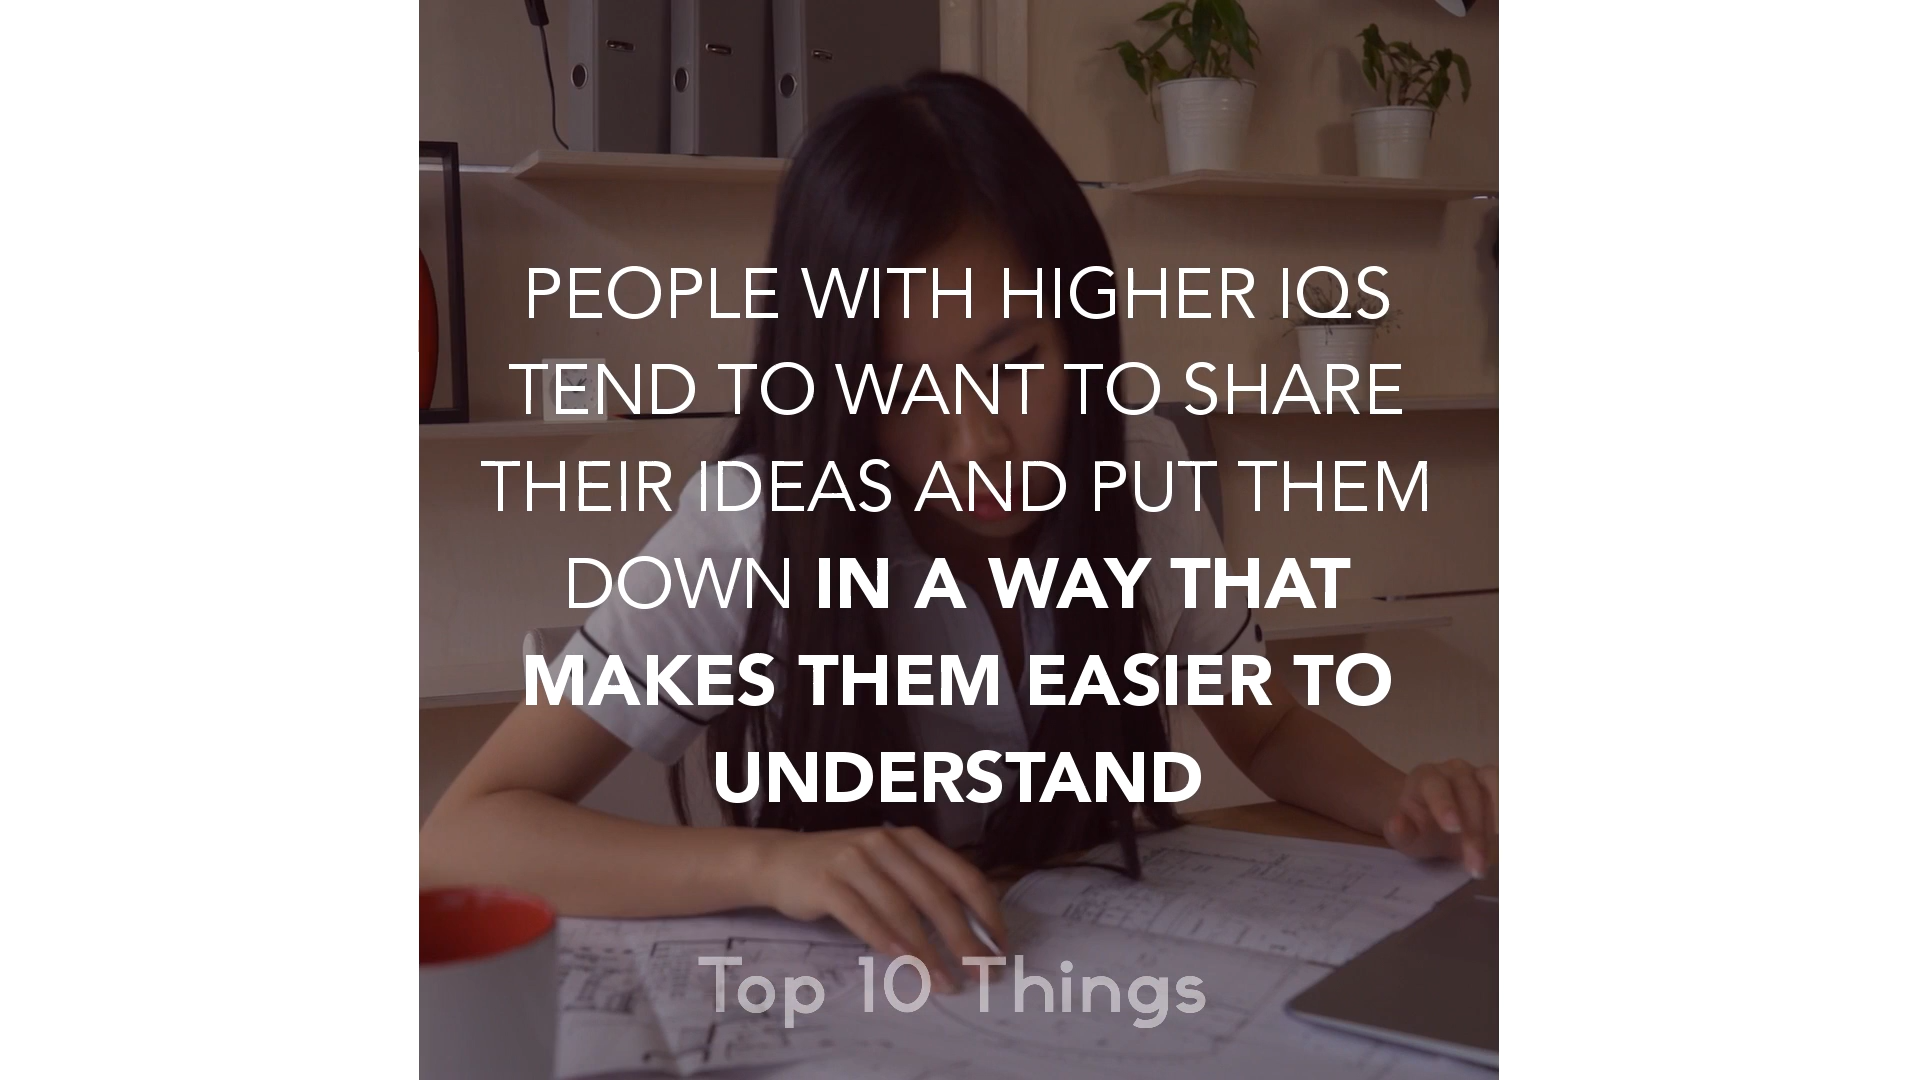 PEOPLE WITH HIGHER IQS
TEND TO WANT TO SHARE
THEIR IDEAS AND PUT THEM
DOWN IN A WAY THAT
MAKES THEM EASIER TO
UNDERSTAND
Top 10 Things